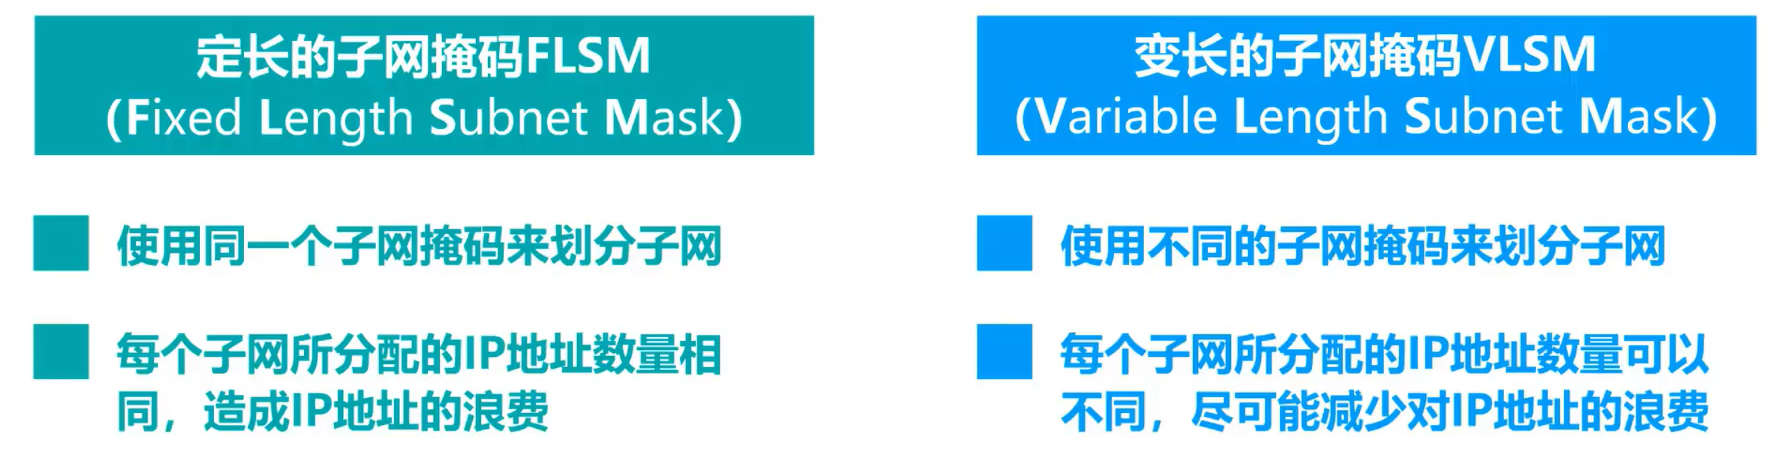 定长的子网掩码FLSM
(Fixed Length Subnet Mask)
使用同一个子网掩码来划分子网
每个子网所分配的IP地址数量相
同，造成IP地址的浪费
变长的子网掩码VLSM
(Variable Length Subnet Mask)
使用不同的子网掩码来划分子网
每个子网所分配的IP地址数量可以
不同，尽可能减少对IP地址的浪费